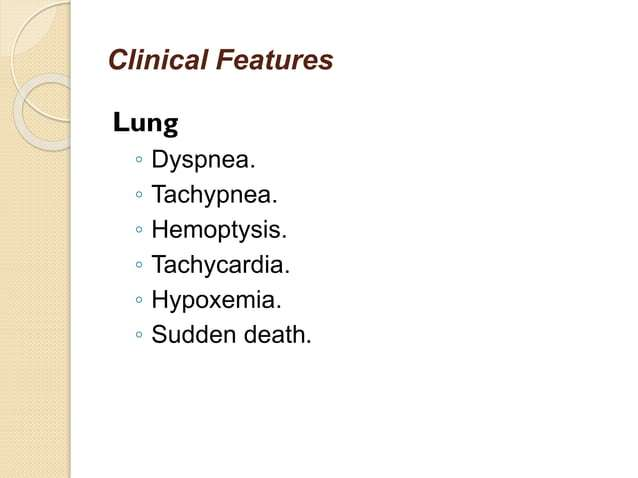 Clinical Features
Lung
◦ Dyspnea.
◦ Tachypnea.
◦ Hemoptysis.
◦ Tachycardia.
◦ Hypoxemia.
◦ Sudden death.